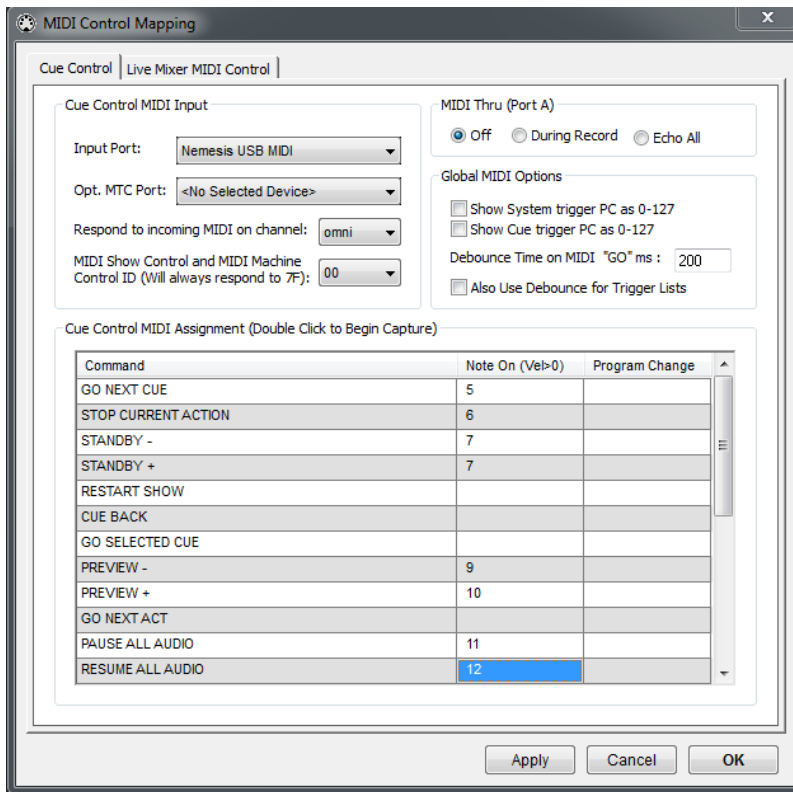 MIDI Control Mapping
x
Cue Control
Live Mixer MIDI Control
Cue Control MIDI Input
Input Port: Nemesis USB MIDI
Opt. MTC Port: <No Selected Device>
Respond to incoming MIDI on channel: omni
MIDI Show Control and MIDI Machine
Control ID (Will always respond to 7F): 00
MIDI Thru (Port A)
Off During Record Echo All
Global MIDI Options
Show System trigger PC as 0-127
Show Cue trigger PC as 0-127
Debounce Time on MIDI "GO" ms : 200
Also Use Debounce for Trigger Lists
Cue Control MIDI Assignment (Double Click to Begin Capture)
Command Note On (Vel>0) Program Change
GO NEXT CUE 5
STOP CURRENT ACTION 6
STANDBY - 7
STANDBY + 7
RESTART SHOW
CUE BACK
GO SELECTED CUE
PREVIEW - 9
PREVIEW + 10
GO NEXT ACT
PAUSE ALL AUDIO 11
RESUME ALL AUDIO 12
Apply Cancel OK